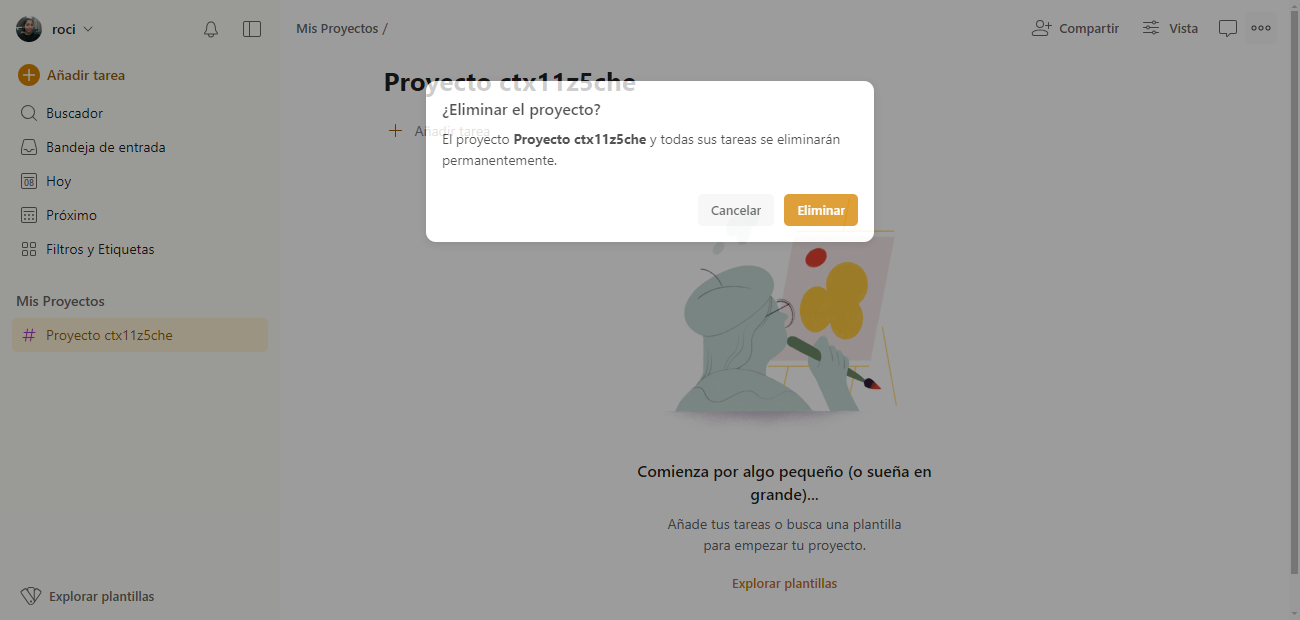 roci
Añadir tarea
Buscador
Bandeja de entrada
08
Hoy
Próximo
Filtros y Etiquetas
Mis Proyectos
# Proyecto ctx11z5che
Explorar plantillas
Mis Proyectos /
Compartir
Vista
Proyecto ctx11z5che
Añadir tarea
¿Eliminar el proyecto?
El proyecto Proyecto ctx11z5che y todas sus tareas se eliminarán
permanentemente.
Cancelar
Eliminar
Comienza por algo pequeño (o sueña en
grande)...
Añade tus tareas o busca una plantilla
para empezar tu proyecto.
Explorar plantillas